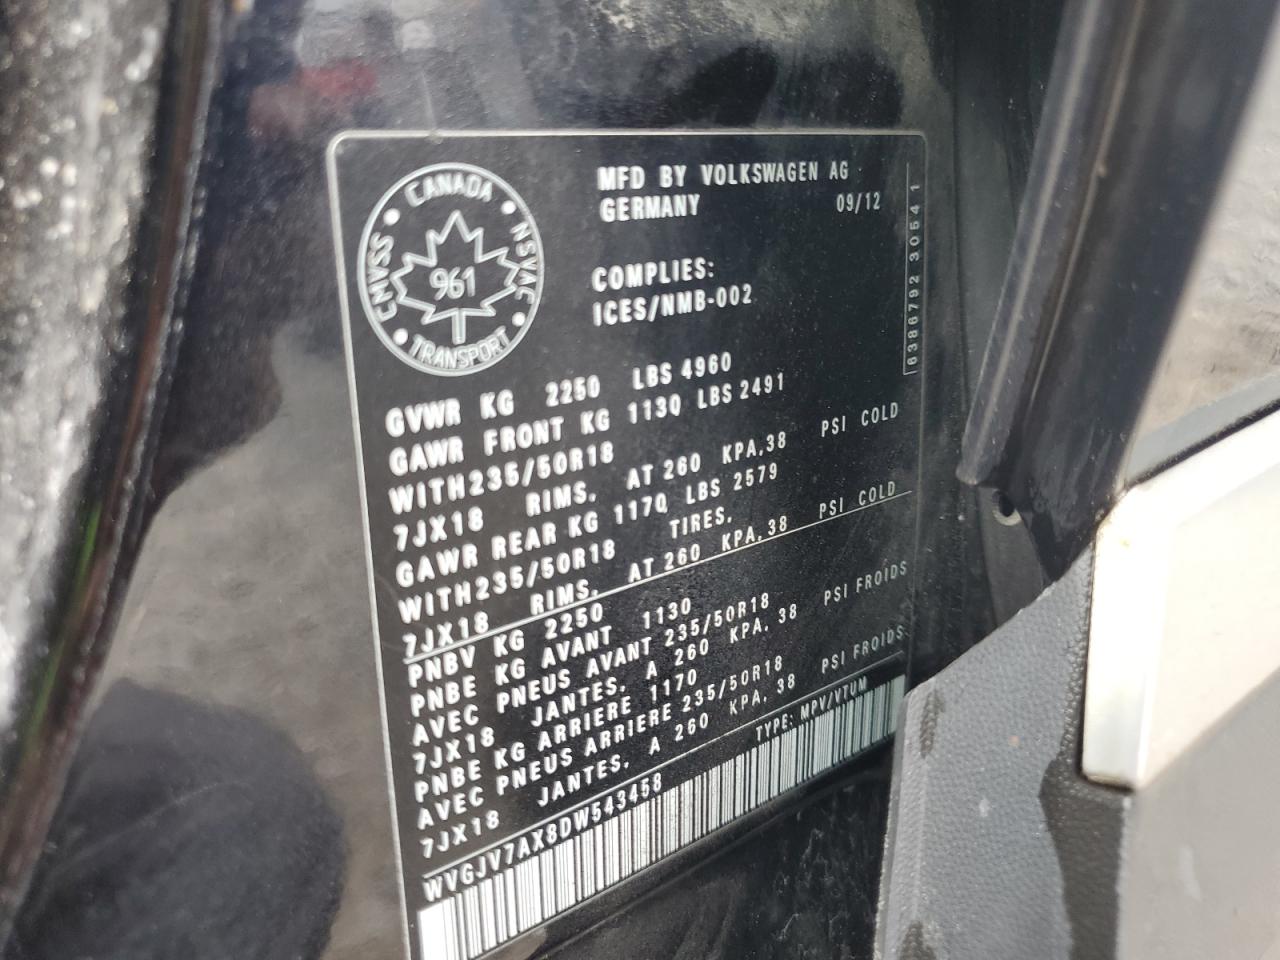 CANADA
CMVSS NSVAC
961
TRANSPORT
MFD BY VOLKSWAGEN AG
GERMANY 09/12
6386792 30541
COMPLIES:
ICES/NMB-002
GVWR KG 2250 LBS 4960
GAWR FRONT KG 1130 LBS 2491
WITH235/50R18
7JX18 RIMS. AT 260 KPA.38 PSI COLD
GAWR REAR KG 1170 LBS 2579
WITH235/50R18 TIRES.
7JX18 RIMS. AT 260 KPA.38 PSI COLD
PNBV KG 2250
PNBE KG AVANT 1130
AVEC PNEUS AVANT 235/50R18
7JX18 JANTES. A 260 KPA. 38 PSI FROIDS
PNBE KG ARRIERE 1170
AVEC PNEUS ARRIERE 235/50R18
7JX18 JANTES. A 260 KPA. 38 PSI FROIDS
WVGJV7AX8DW543458 TYPE: MPV/VTUM